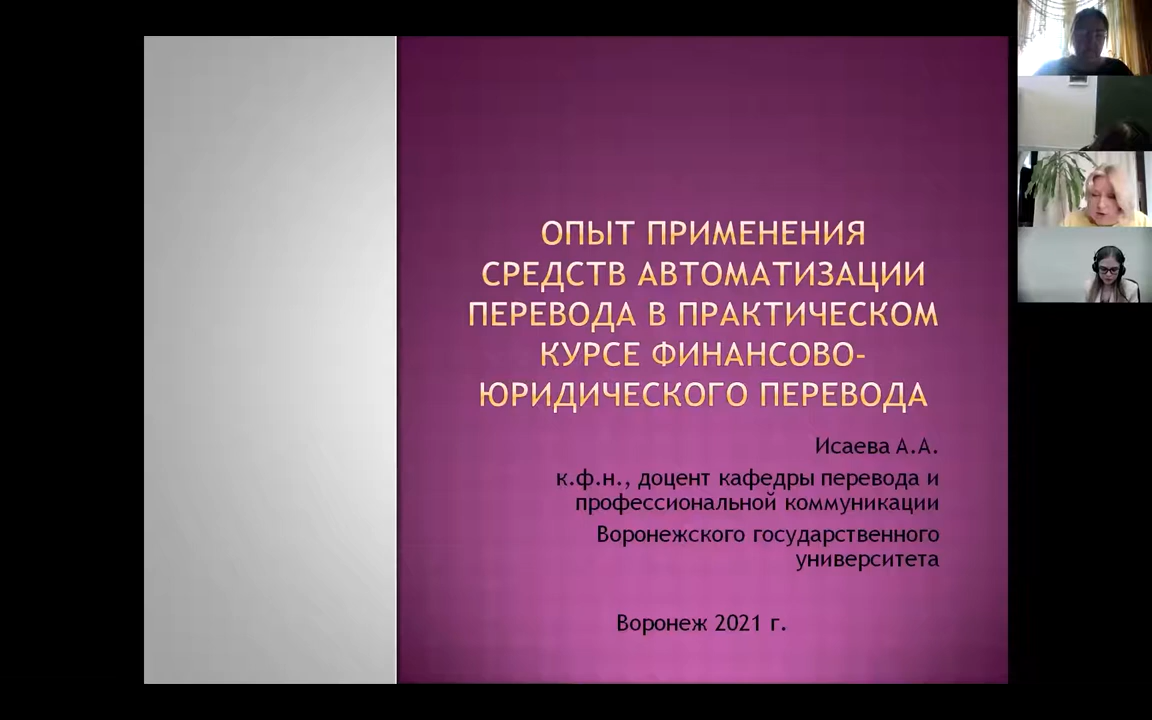 ОПЫТ ПРИМЕНЕНИЯ
СРЕДСТВ АВТОМАТИЗАЦИИ
ПЕРЕВОДА В ПРАКТИЧЕСКОМ
КУРСЕ ФИНАНСОВО-
ЮРИДИЧЕСКОГО ПЕРЕВОДА
Исаева А.А.
к.ф.н., доцент кафедры перевода и
профессиональной коммуникации
Воронежского государственного
университета
Воронеж 2021 г.